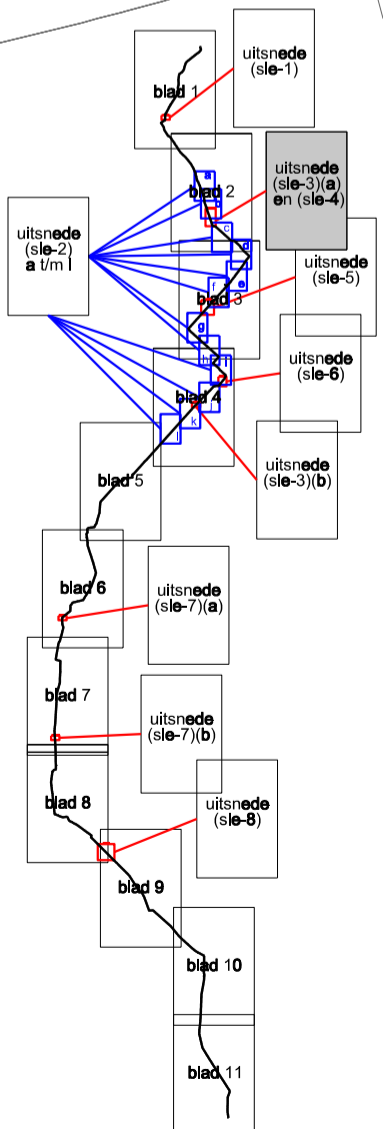 uitsnede
(sle-1)
blad 1
uitsnede
(sle-3)(a)
en (sle-4)
a
blad 2
b
uitsnede
(sle-2)
a t/m l
c
d
uitsnede
(sle-5)
e
f
blad 3
g
uitsnede
(sle-6)
h
i
blad 4
j
k
l
uitsnede
(sle-3)(b)
blad 5
blad 6
uitsnede
(sle-7)(a)
blad 7
uitsnede
(sle-7)(b)
blad 8
uitsnede
(sle-8)
blad 9
blad 10
blad 11